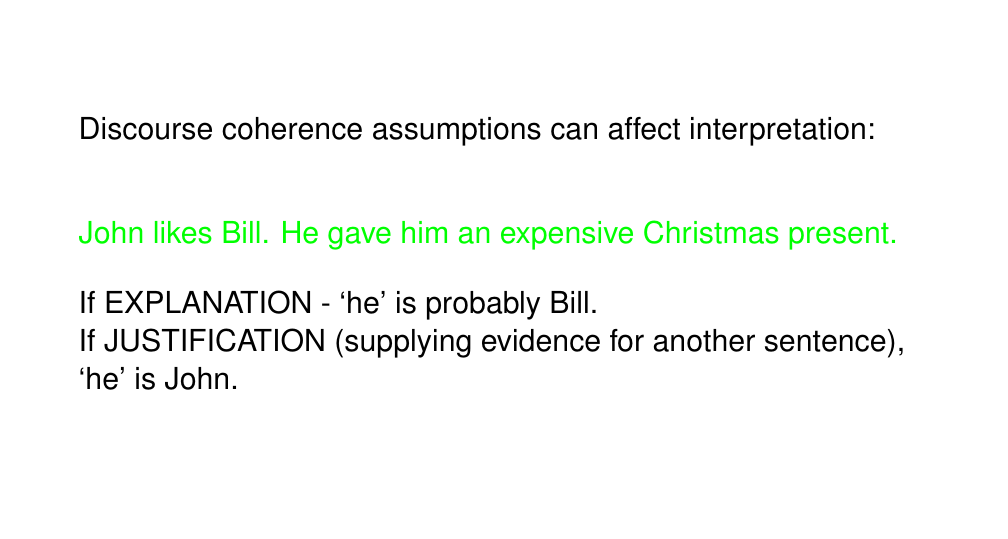 Discourse coherence assumptions can affect interpretation:
John likes Bill. He gave him an expensive Christmas present.
If EXPLANATION - ‘he’ is probably Bill.
If JUSTIFICATION (supplying evidence for another sentence),
‘he’ is John.